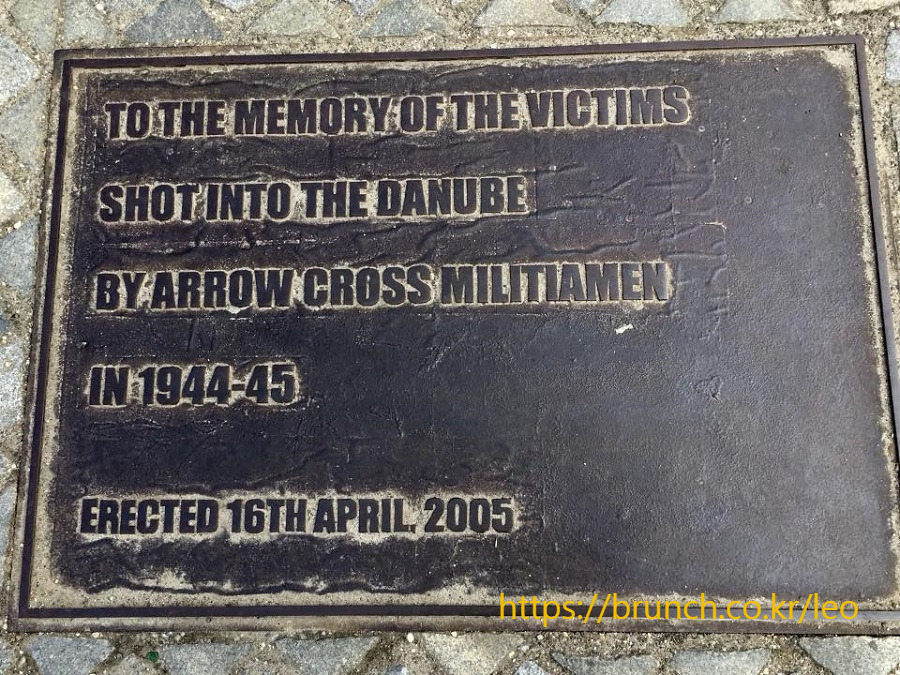 TO THE MEMORY OF THE VICTIMS
SHOT INTO THE DANUBE
BY ARROW CROSS MILITIAMEN
IN 1944-45
ERECTED 16TH APRIL, 2005
https://brunch.co.kr/leo